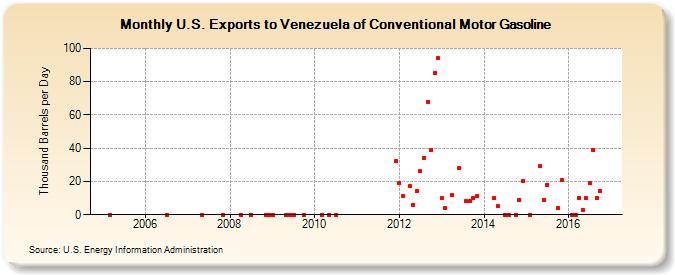 Monthly U.S. Exports to Venezuela of Conventional Motor Gasoline
Thousand Barrels per Day
100
80
60
40
20
0
2006 2008 2010 2012 2014 2016
Source: U.S. Energy Information Administration